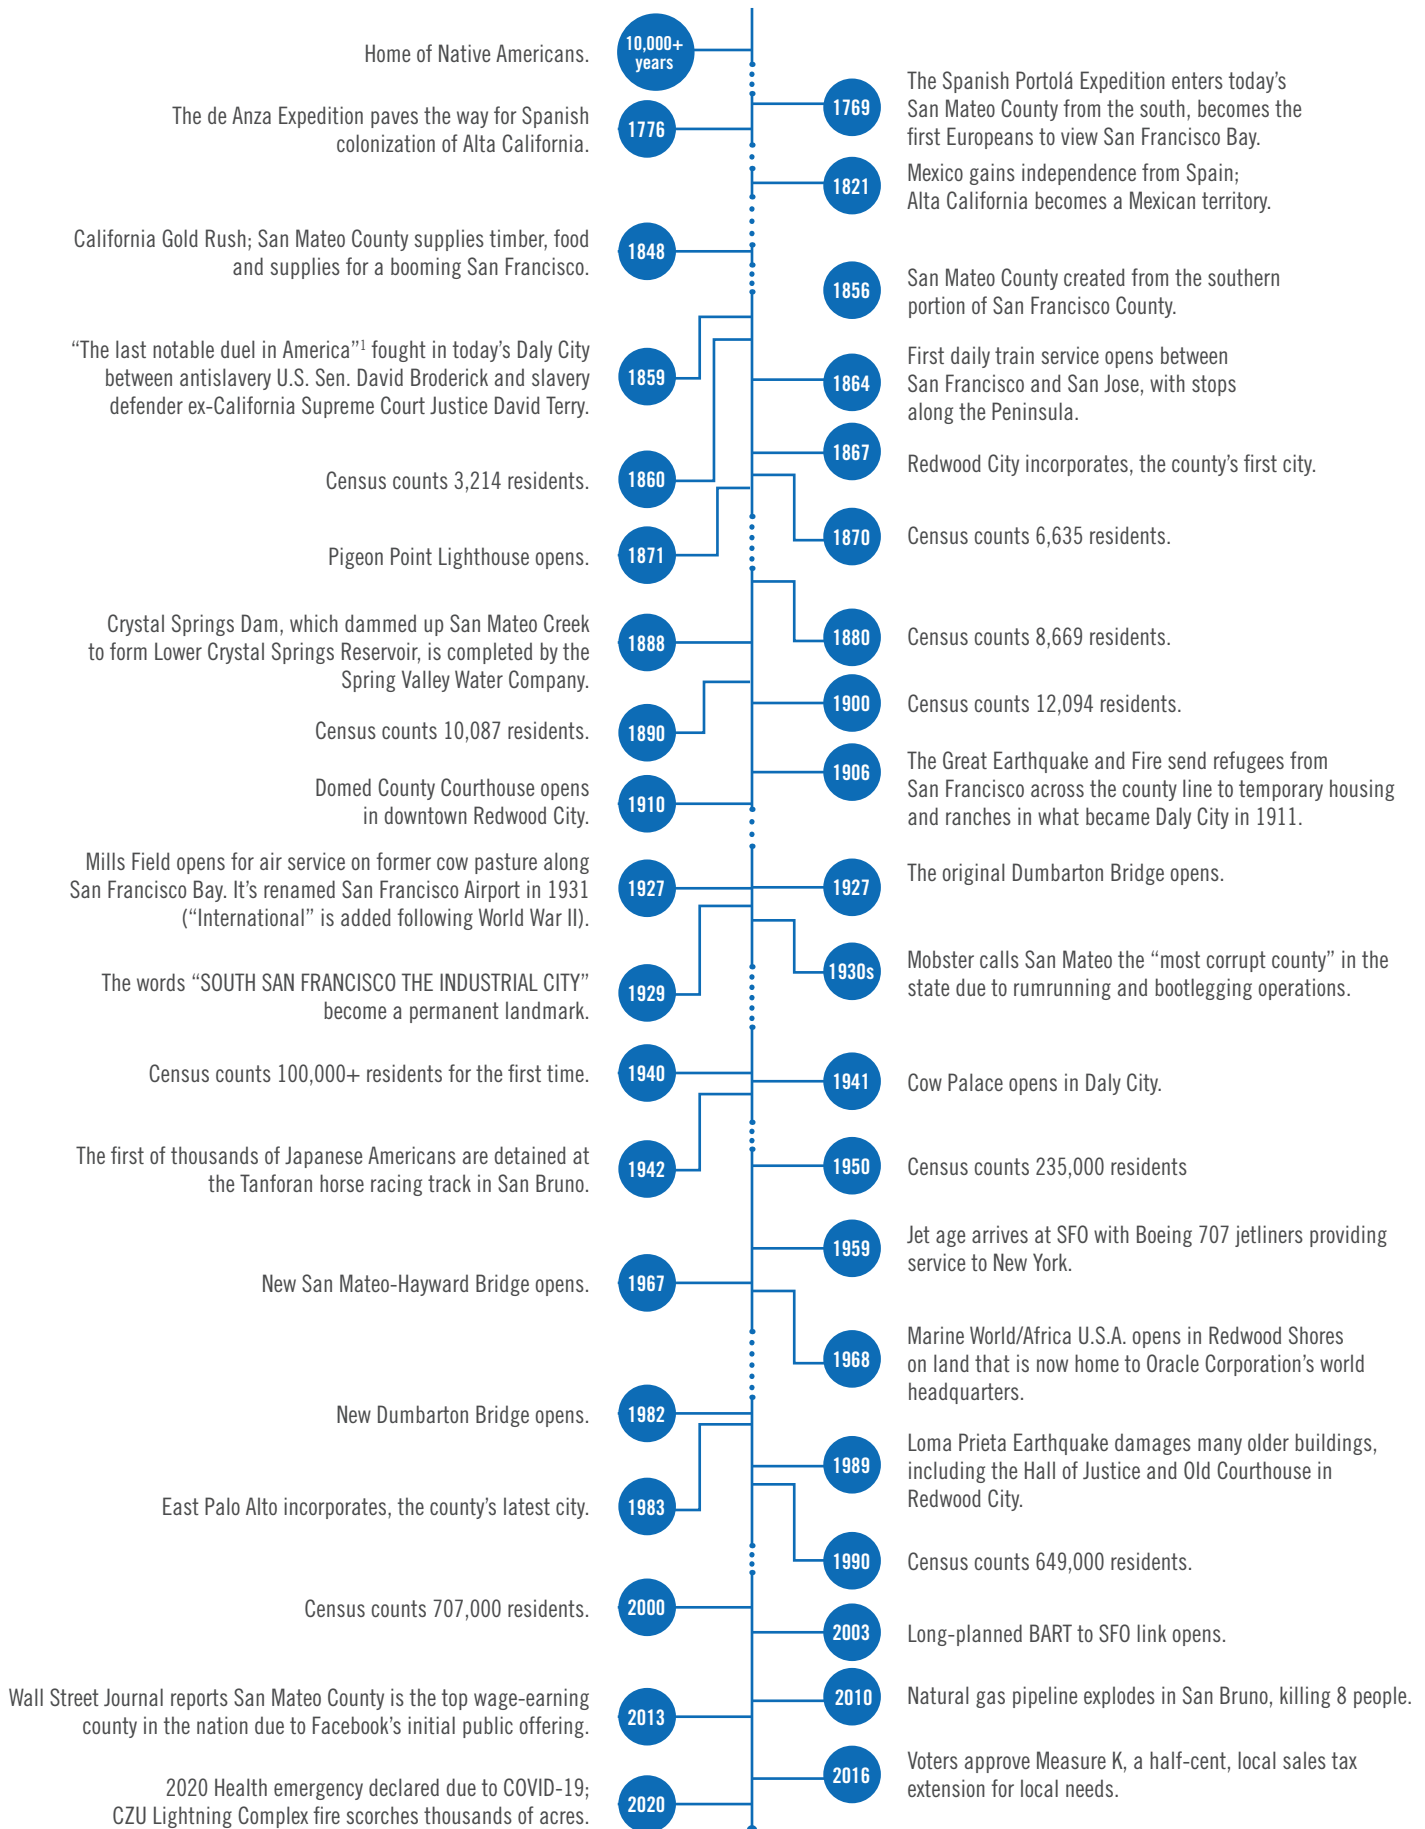 Home of Native Americans.
10,000+
years
1769
The Spanish Portolá Expedition enters today's
San Mateo County from the south, becomes the
first Europeans to view San Francisco Bay.
The de Anza Expedition paves the way for Spanish
colonization of Alta California.
1776
1821
Mexico gains independence from Spain;
Alta California becomes a Mexican territory.
California Gold Rush; San Mateo County supplies timber, food
and supplies for a booming San Francisco.
1848
1856
San Mateo County created from the southern
portion of San Francisco County.
“The last notable duel in America”1 fought in today's Daly City
between antislavery U.S. Sen. David Broderick and slavery
defender ex-California Supreme Court Justice David Terry.
1859
1864
First daily train service opens between
San Francisco and San Jose, with stops
along the Peninsula.
1867
Redwood City incorporates, the county's first city.
Census counts 3,214 residents.
1860
1870
Census counts 6,635 residents.
Pigeon Point Lighthouse opens.
1871
1880
Census counts 8,669 residents.
Crystal Springs Dam, which dammed up San Mateo Creek
to form Lower Crystal Springs Reservoir, is completed by the
Spring Valley Water Company.
1888
1900
Census counts 12,094 residents.
Census counts 10,087 residents.
1890
1906
The Great Earthquake and Fire send refugees from
San Francisco across the county line to temporary housing
and ranches in what became Daly City in 1911.
Domed County Courthouse opens
in downtown Redwood City.
1910
Mills Field opens for air service on former cow pasture along
San Francisco Bay. It's renamed San Francisco Airport in 1931
(“International” is added following World War II).
1927
1927
The original Dumbarton Bridge opens.
1930s
Mobster calls San Mateo the “most corrupt county” in the
state due to rumrunning and bootlegging operations.
The words “SOUTH SAN FRANCISCO THE INDUSTRIAL CITY”
become a permanent landmark.
1929
Census counts 100,000+ residents for the first time.
1940
1941
Cow Palace opens in Daly City.
The first of thousands of Japanese Americans are detained at
the Tanforan horse racing track in San Bruno.
1942
1950
Census counts 235,000 residents
1959
Jet age arrives at SFO with Boeing 707 jetliners providing
service to New York.
New San Mateo-Hayward Bridge opens.
1967
1968
Marine World/Africa U.S.A. opens in Redwood Shores
on land that is now home to Oracle Corporation's world
headquarters.
New Dumbarton Bridge opens.
1982
1989
Loma Prieta Earthquake damages many older buildings,
including the Hall of Justice and Old Courthouse in
Redwood City.
East Palo Alto incorporates, the county's latest city.
1983
1990
Census counts 649,000 residents.
Census counts 707,000 residents.
2000
2003
Long-planned BART to SFO link opens.
2010
Natural gas pipeline explodes in San Bruno, killing 8 people.
Wall Street Journal reports San Mateo County is the top wage-earning
county in the nation due to Facebook's initial public offering.
2013
2016
Voters approve Measure K, a half-cent, local sales tax
extension for local needs.
2020 Health emergency declared due to COVID-19;
CZU Lightning Complex fire scorches thousands of acres.
2020